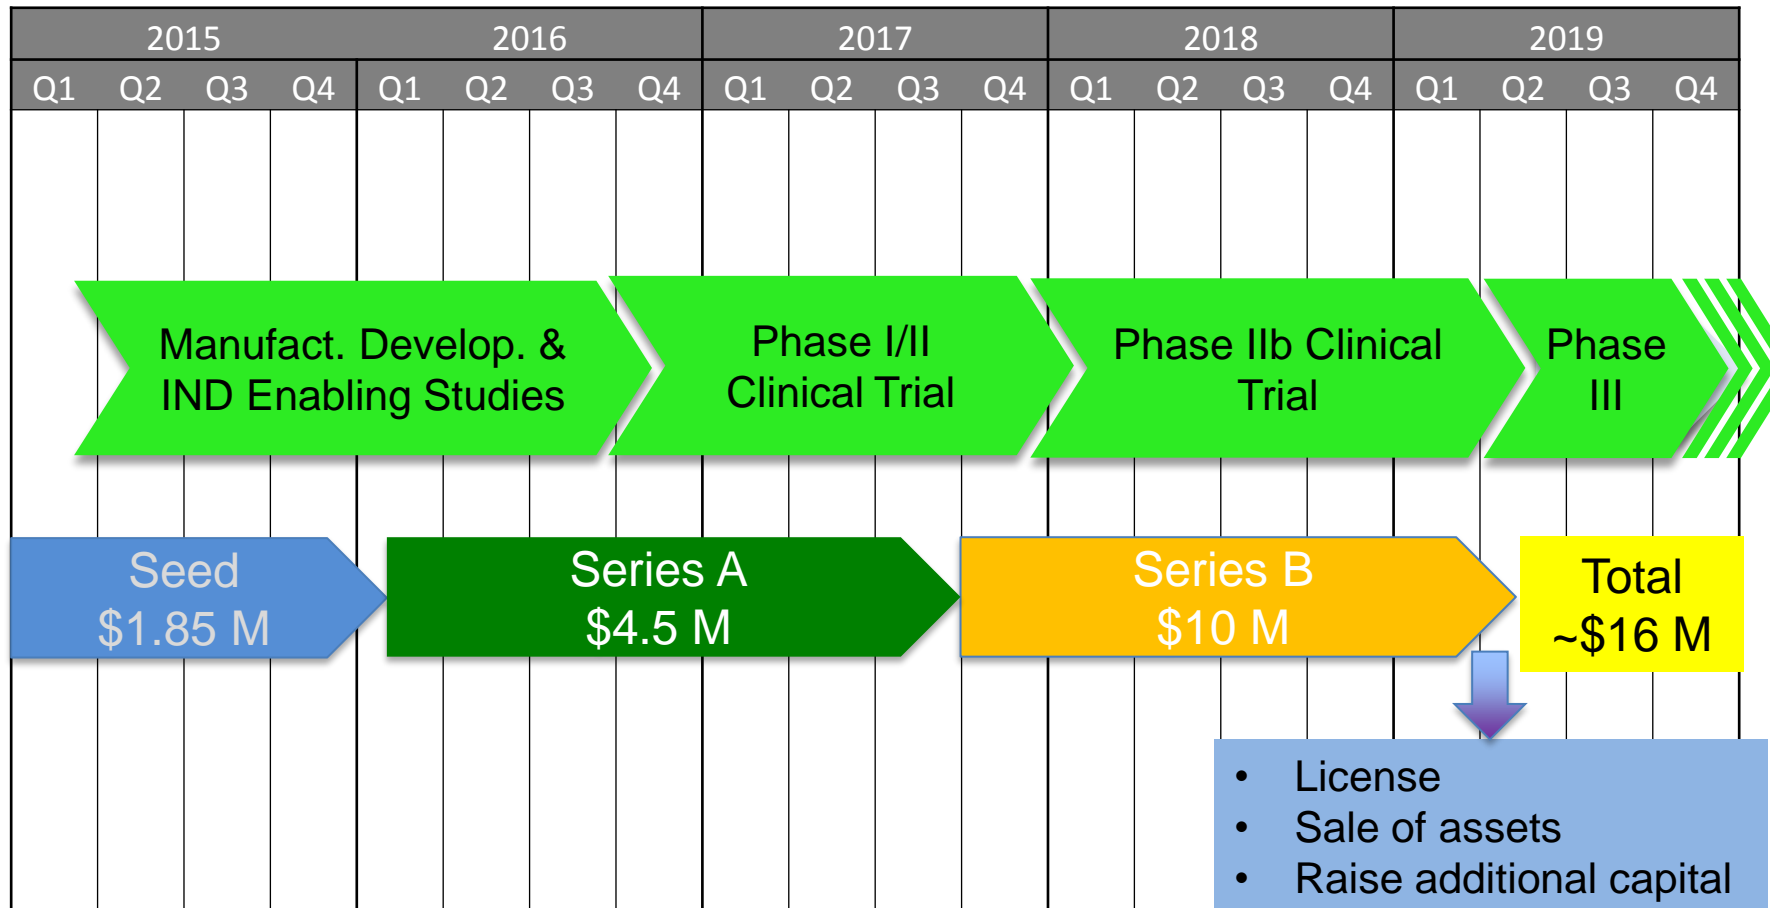 2015 2016 2017 2018 2019
Q1 Q2 Q3 Q4 Q1 Q2 Q3 Q4 Q1 Q2 Q3 Q4 Q1 Q2 Q3 Q4 Q1 Q2 Q3 Q4
Manufact. Develop. &
IND Enabling Studies
Phase I/II
Clinical Trial
Phase IIb Clinical
Trial
Phase
III
Seed
$1.85 M
Series A
$4.5 M
Series B
$10 M
Total
~$16 M
• License
• Sale of assets
• Raise additional capital